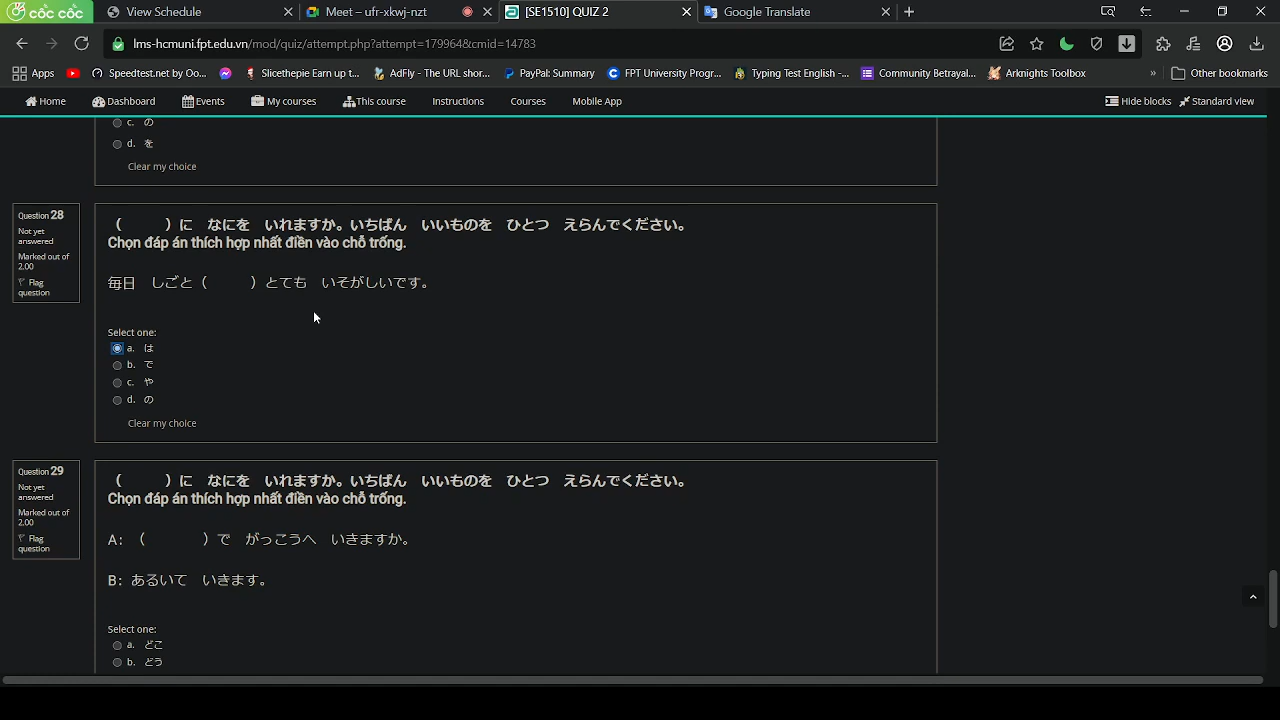 cốc cốc
View Schedule
Meet – ufr-xkwj-nzt
[SE1510] QUIZ 2
Google Translate
lms-hcmuni.fpt.edu.vn/mod/quiz/attempt.php?attempt=179964&cmid=14783
Apps
Speedtest.net by Oo...
Slicethepie Earn up t...
AdFly - The URL shor...
PayPal: Summary
FPT University Progr...
Typing Test English -...
Community Betrayal...
Arknights Toolbox
»
Other bookmarks
Home
Dashboard
Events
My courses
This course
Instructions
Courses
Mobile App
Hide blocks
Standard view
c. の
d. を
Clear my choice
Question 28
Not yet
answered
Marked out of
2.00
Flag
question
（　　）に なにを いれますか。いちばん いいものを ひとつ えらんでください。
Chọn đáp án thích hợp nhất điền vào chỗ trống.
毎日 しごと（　　）とても いそがしいです。
Select one:
a. は
b. で
c. や
d. の
Clear my choice
Question 29
Not yet
answered
Marked out of
2.00
Flag
question
（　　）に なにを いれますか。いちばん いいものを ひとつ えらんでください。
Chọn đáp án thích hợp nhất điền vào chỗ trống.
A: （　　）で がっこうへ いきますか。
B: あるいて いきます。
Select one:
a. どこ
b. どう